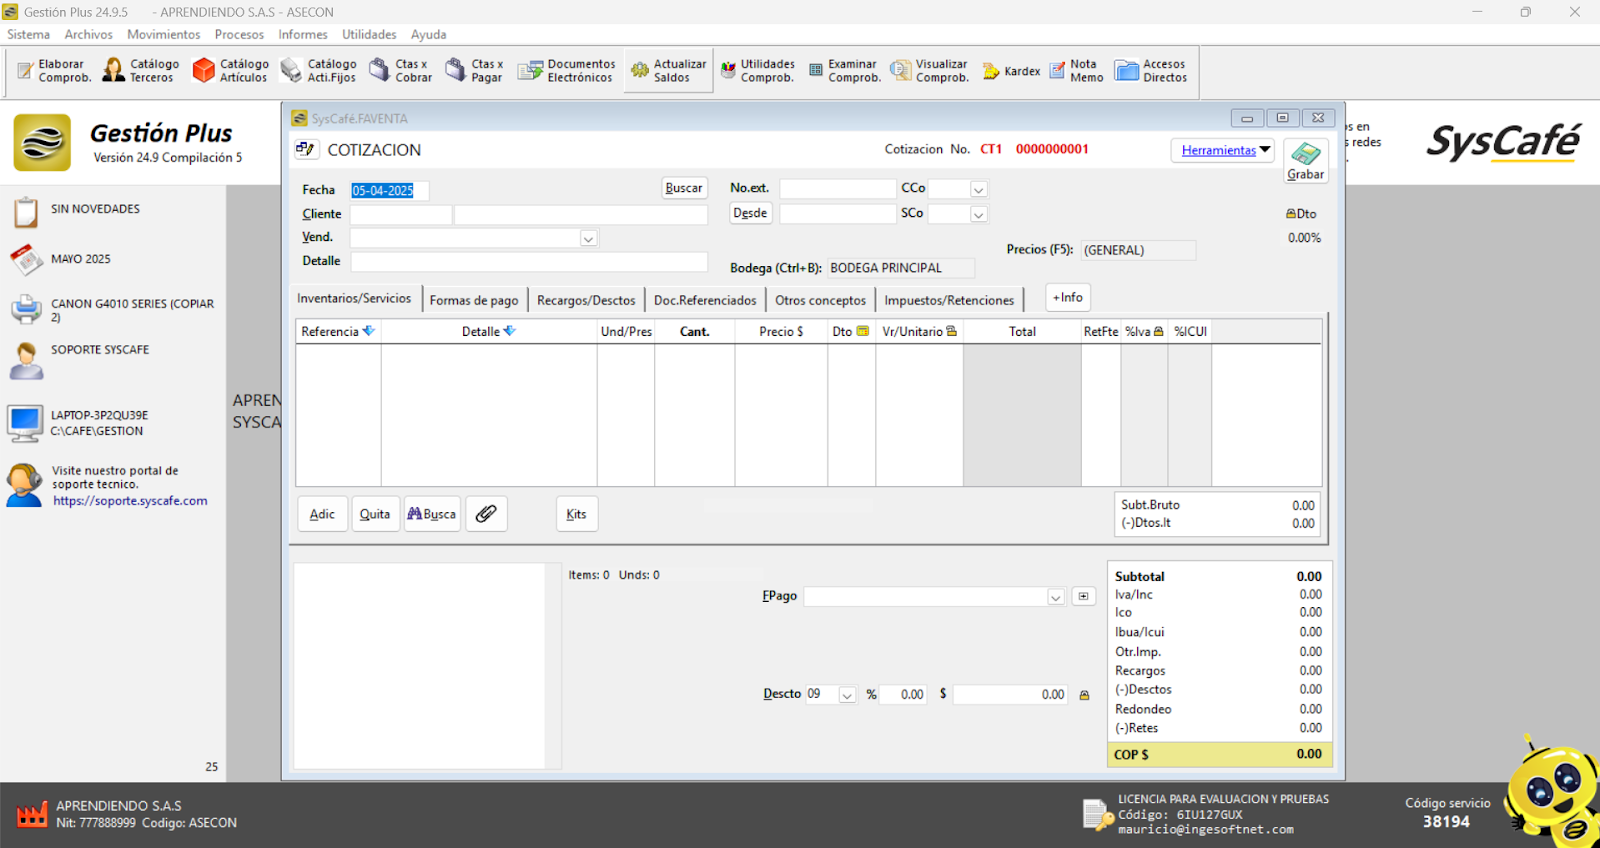 Gestión Plus 24.9.5 - APRENDIENDO S.A.S - ASECON
Sistema Archivos Movimientos Procesos Informes Utilidades Ayuda
Elaborar Comprob.
Catálogo Terceros
Catálogo Artículos
Catálogo Acti.Fijos
Ctas x Cobrar
Ctas x Pagar
Documentos Electrónicos
Actualizar Saldos
Utilidades Comprob.
Examinar Comprob.
Visualizar Comprob.
Kardex
Nota Memo
Accesos Directos
Gestión Plus
Versión 24.9 Compilación 5
os en
s redes
SysCafé
SIN NOVEDADES
MAYO 2025
CANON G4010 SERIES (COPIAR
2)
SOPORTE SYSCAFE
LAPTOP-3P2QU39E
C:\CAFE\GESTION
Visite nuestro portal de
soporte tecnico.
https://soporte.syscafe.com
25
APREN
SYSCA
SysCafé.FAVENTA
COTIZACION
Cotizacion No. CT1 0000000001
Herramientas
Grabar
Fecha 05-04-2025 Buscar
Cliente
Vend.
Detalle
No.ext. CCo
Desde SCo
Bodega (Ctrl+B): BODEGA PRINCIPAL
Precios (F5): (GENERAL)
Dto
0.00%
Inventarios/Servicios Formas de pago Recargos/Desctos Doc.Referenciados Otros conceptos Impuestos/Retenciones +Info
Referencia Detalle Und/Pres Cant. Precio $ Dto Vr/Unitario Total RetFte %Iva %ICUI
Adic Quita Busca Kits
Subt.Bruto 0.00
(-)Dtos.It 0.00
Items: 0 Unds: 0
FPago
Descto 09 % 0.00 $ 0.00
Subtotal 0.00
Iva/Inc 0.00
Ico 0.00
Ibua/Icui 0.00
Otr.Imp. 0.00
Recargos 0.00
(-)Desctos 0.00
Redondeo 0.00
(-)Retes 0.00
COP $ 0.00
APRENDIENDO S.A.S
Nit: 777888999 Codigo: ASECON
LICENCIA PARA EVALUACION Y PRUEBAS
Código: 6IU127GUX
mauricio@ingesoftnet.com
Código servicio
38194